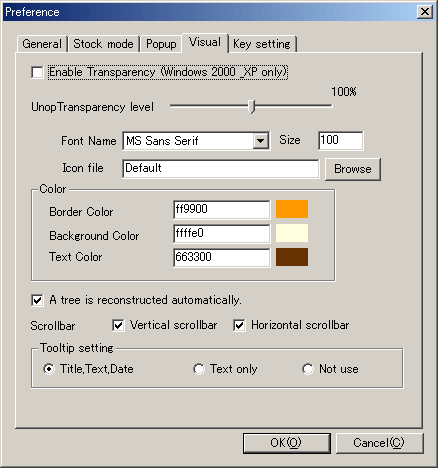 Preference
General Stock mode Popup Visual Key setting
Enable Transparency (Windows 2000 _XP only)
100%
UnopTransparency level
Font Name MS Sans Serif Size 100
Icon file Default Browse
Color
Border Color ff9900
Background Color ffffe0
Text Color 663300
A tree is reconstructed automatically.
Scrollbar Vertical scrollbar Horizontal scrollbar
Tooltip setting
Title,Text,Date Text only Not use
OK(O) Cancel(C)